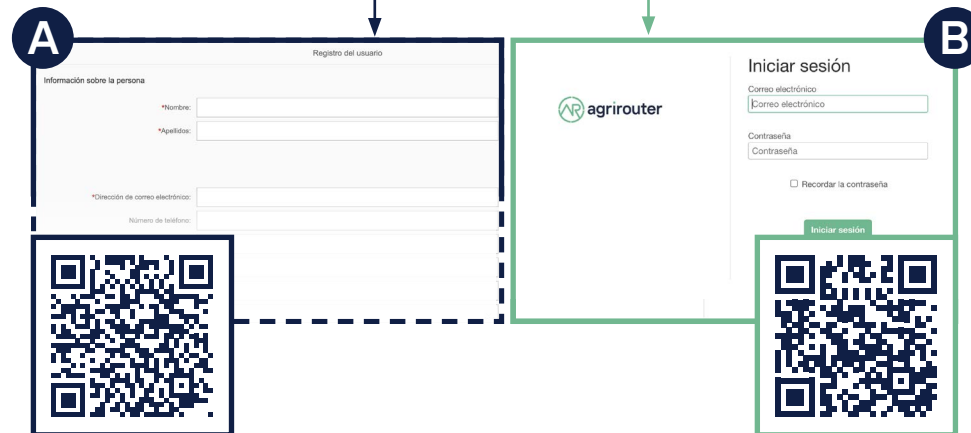 A
Registro del usuario
Información sobre la persona
*Nombre:
*Apellidos:
*Dirección de correo electrónico:
Número de teléfono:
B
agrirouter
Iniciar sesión
Correo electrónico
Correo electrónico
Contraseña
Contraseña
Recordar la contraseña
Iniciar sesión